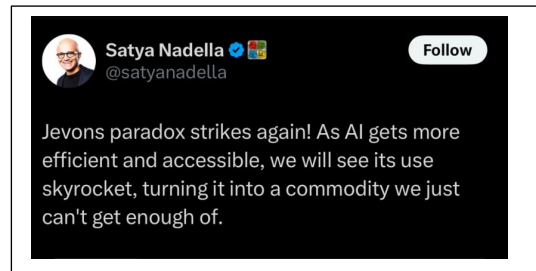 Satya Nadella
@satyanadella
Follow
Jevons paradox strikes again! As AI gets more
efficient and accessible, we will see its use
skyrocket, turning it into a commodity we just
can't get enough of.